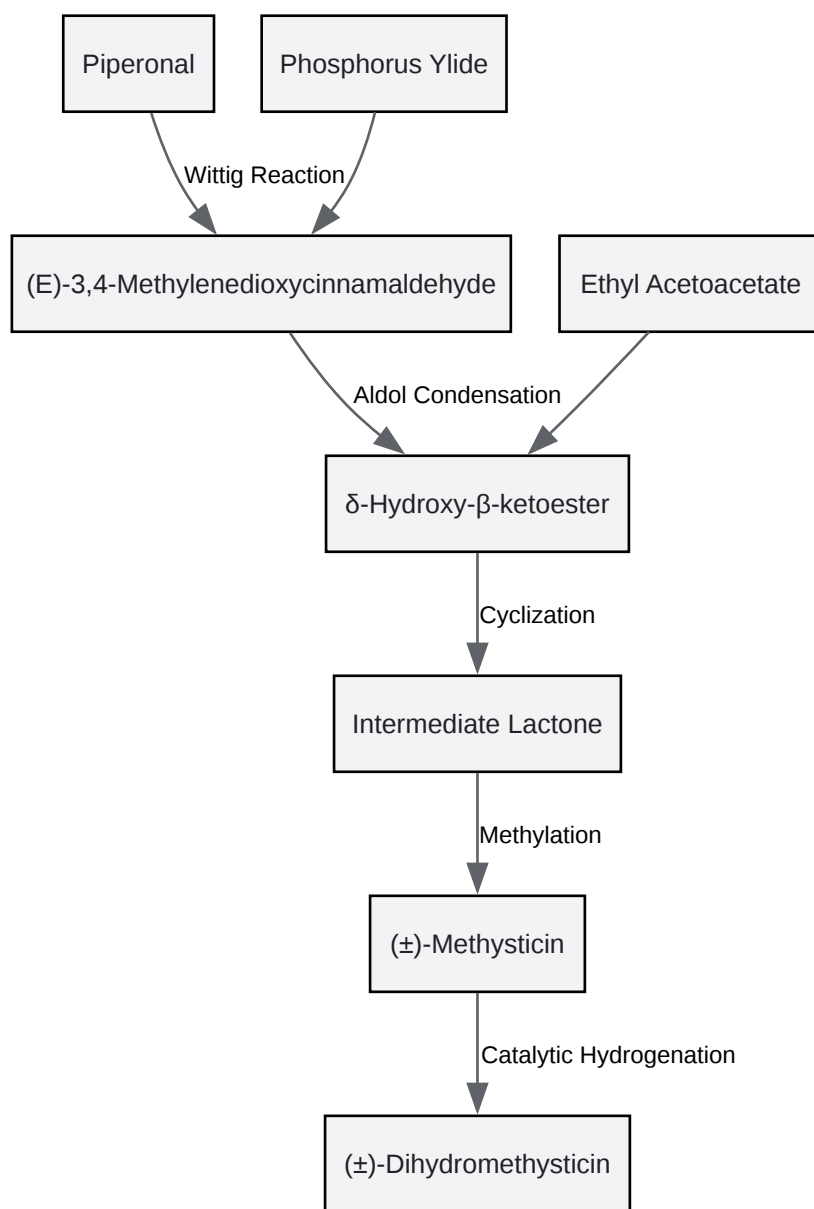 Piperonal
Phosphorus Ylide
Wittig Reaction
(E)-3,4-Methylenedioxycinnamaldehyde
Ethyl Acetoacetate
Aldol Condensation
δ-Hydroxy-β-ketoester
Cyclization
Intermediate Lactone
Methylation
(±)-Methysticin
Catalytic Hydrogenation
(±)-Dihydromethysticin